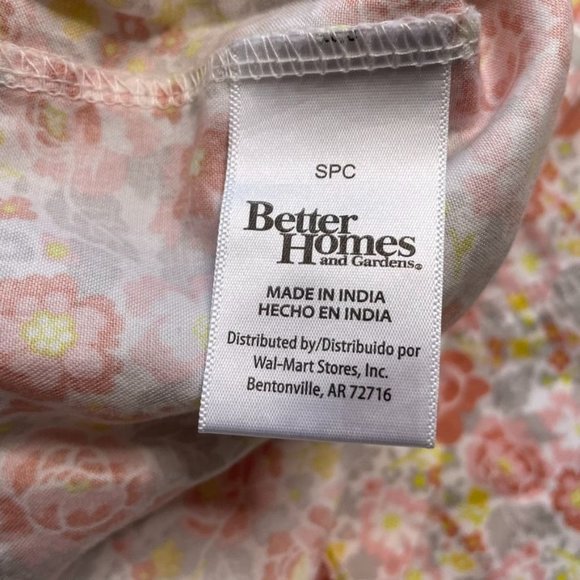 SPC
Better
Homes
and Gardens®
MADE IN INDIA
HECHO EN INDIA
Distributed by/Distribuido por
Wal-Mart Stores, Inc.
Bentonville, AR 72716